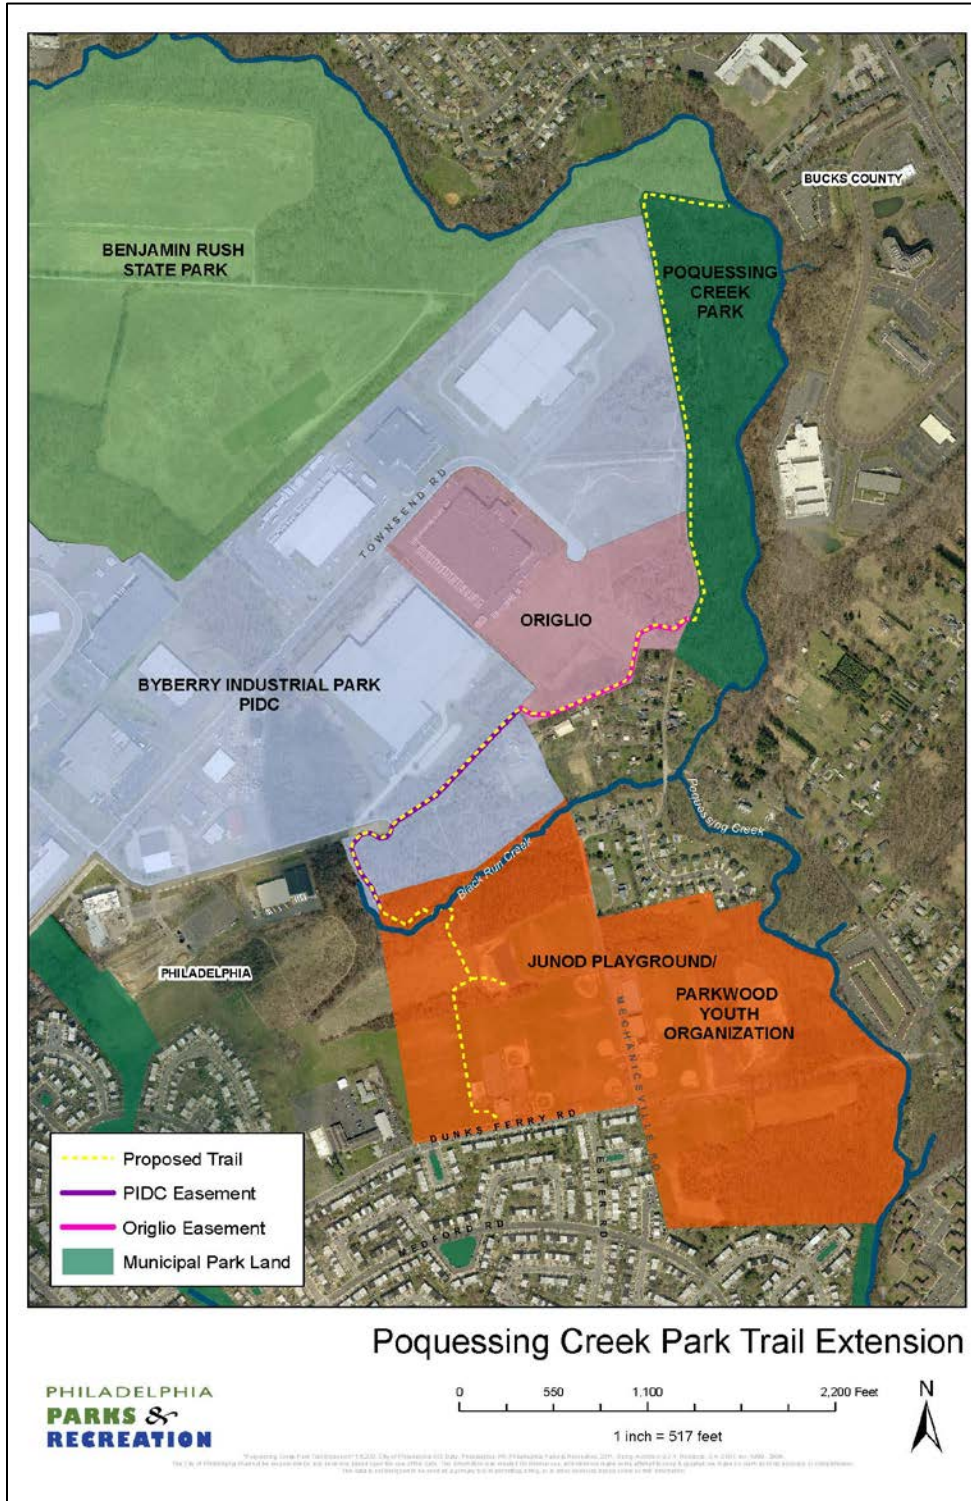 BUCKS COUNTY
BENJAMIN RUSH
STATE PARK
POQUESSING
CREEK
PARK
TOWNSEND RD
ORIGLIO
BYBERRY INDUSTRIAL PARK
PIDC
Poquessing Creek
Black Run Creek
PHILADELPHIA
JUNOD PLAYGROUND/
PARKWOOD
YOUTH
ORGANIZATION
MECHANICSVILLE RD
DUNKS FERRY RD
MEDFORD RD
Proposed Trail
PIDC Easement
Origlio Easement
Municipal Park Land
Poquessing Creek Park Trail Extension
PHILADELPHIA
PARKS &
RECREATION
0 550 1,100 2,200 Feet
1 inch = 517 feet
N